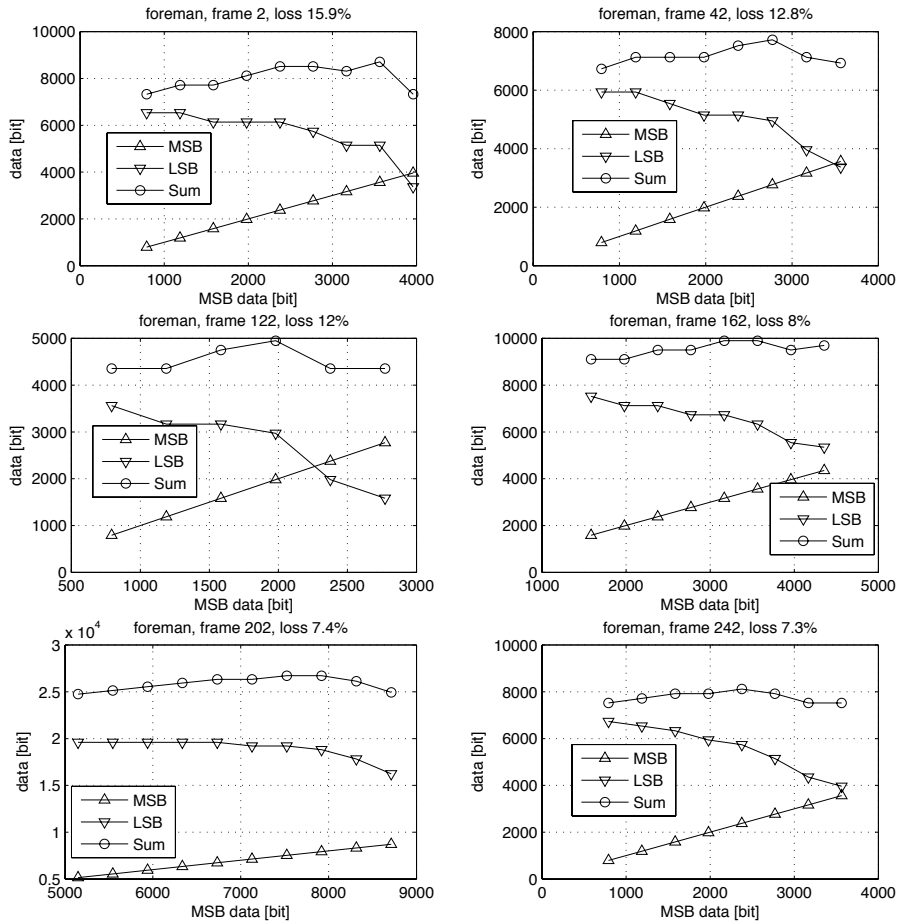 foreman, frame 2, loss 15.9%
10000
8000
6000
4000
2000
0
data [bit]
MSB
LSB
Sum
0 1000 2000 3000 4000
MSB data [bit]
foreman, frame 42, loss 12.8%
8000
6000
4000
2000
0
data [bit]
MSB
LSB
Sum
0 1000 2000 3000 4000
MSB data [bit]
foreman, frame 122, loss 12%
5000
4000
3000
2000
1000
0
data [bit]
MSB
LSB
Sum
500 1000 1500 2000 2500 3000
MSB data [bit]
foreman, frame 162, loss 8%
10000
8000
6000
4000
2000
0
data [bit]
MSB
LSB
Sum
1000 2000 3000 4000 5000
MSB data [bit]
x 10^4
foreman, frame 202, loss 7.4%
3
2.5
2
1.5
1
0.5
data [bit]
MSB
LSB
Sum
5000 6000 7000 8000 9000
MSB data [bit]
foreman, frame 242, loss 7.3%
10000
8000
6000
4000
2000
0
data [bit]
MSB
LSB
Sum
0 1000 2000 3000 4000
MSB data [bit]